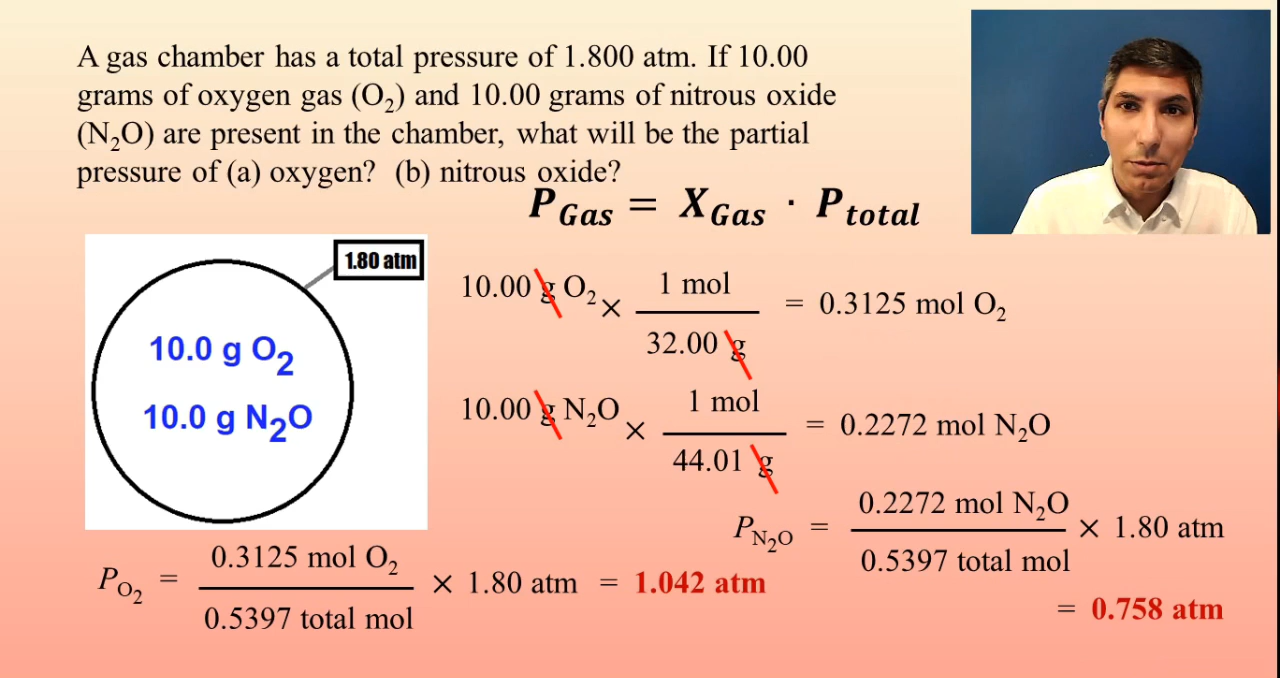 A gas chamber has a total pressure of 1.800 atm. If 10.00
grams of oxygen gas (O₂) and 10.00 grams of nitrous oxide
(N₂O) are present in the chamber, what will be the partial
pressure of (a) oxygen? (b) nitrous oxide?
P_Gas = X_Gas · P_total
1.80 atm
10.0 g O₂
10.0 g N₂O
10.00 g O₂ × 1 mol / 32.00 g = 0.3125 mol O₂
10.00 g N₂O × 1 mol / 44.01 g = 0.2272 mol N₂O
P_O₂ = 0.3125 mol O₂ / 0.5397 total mol × 1.80 atm = 1.042 atm
P_N₂O = 0.2272 mol N₂O / 0.5397 total mol × 1.80 atm
= 0.758 atm